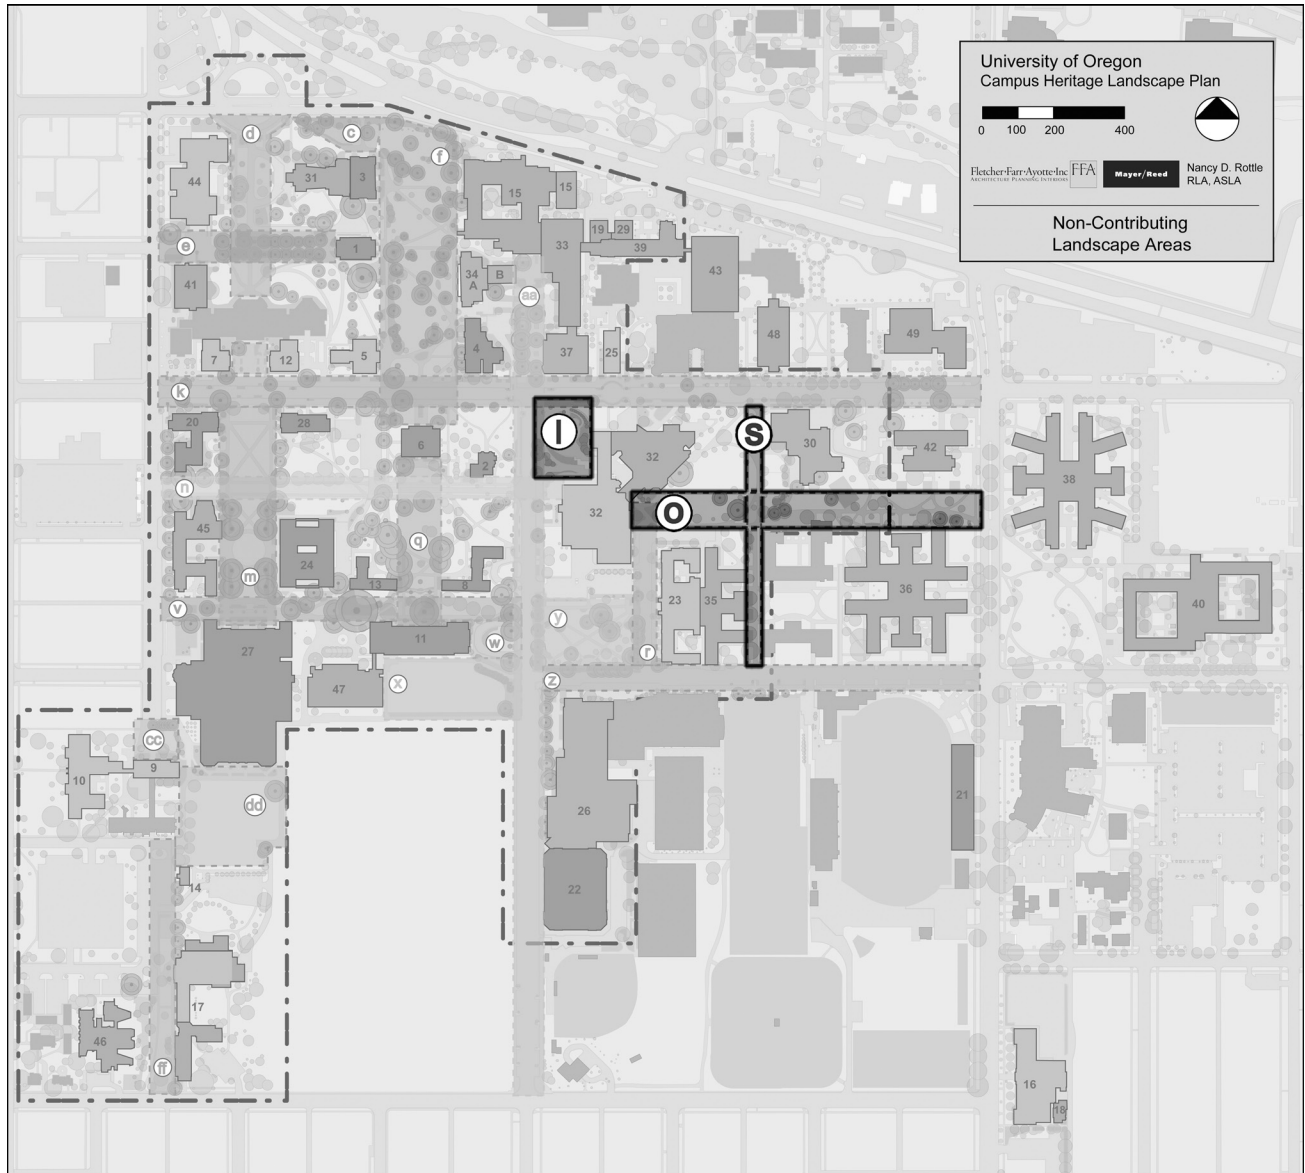 University of Oregon
Campus Heritage Landscape Plan
0 100 200 400
Fletcher·Farr·Ayotte·Inc
ARCHITECTURE PLANNING INTERIORS
FFA
Mayer/Reed
Nancy D. Rottle
RLA, ASLA
Non-Contributing
Landscape Areas
d
c
f
44
31
3
15
15
e
1
19
29
33
39
41
34
A
B
43
aa
7
12
5
4
37
25
48
49
k
20
28
6
2
l
32
S
30
42
38
n
45
24
q
32
O
m
13
8
23
35
36
40
v
27
11
w
y
r
47
x
z
cc
10
9
dd
26
21
14
22
17
46
ff
16
18